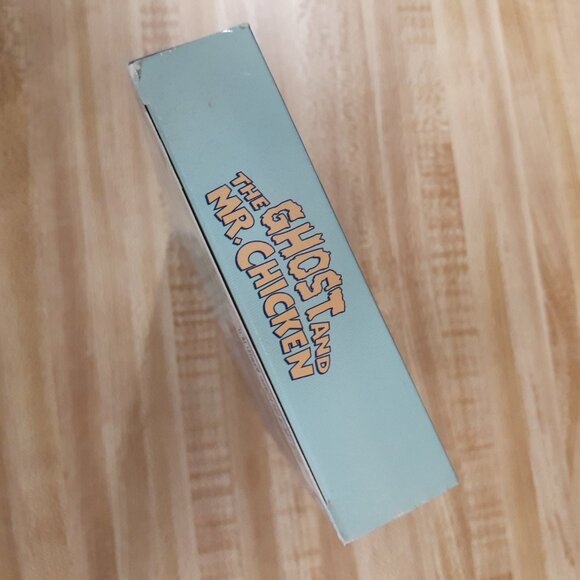 THE GHOST AND
MR. CHICKEN